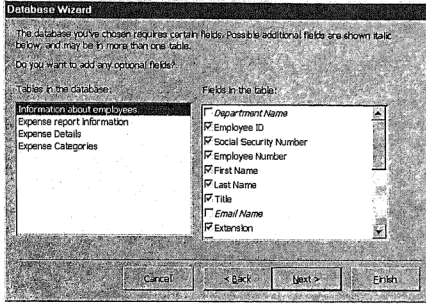 Database Wizard
The database you've chosen requires certain fields. Possible additional fields are shown italic
below, and may be in more than one table.
Do you want to add any optional fields?
Tables in the database:
Fields in the table:
Information about employees
Expense report information
Expense Details
Expense Categories
Department Name
Employee ID
Social Security Number
Employee Number
First Name
Last Name
Title
Email Name
Extension
Cancel
< Back
Next >
Finish